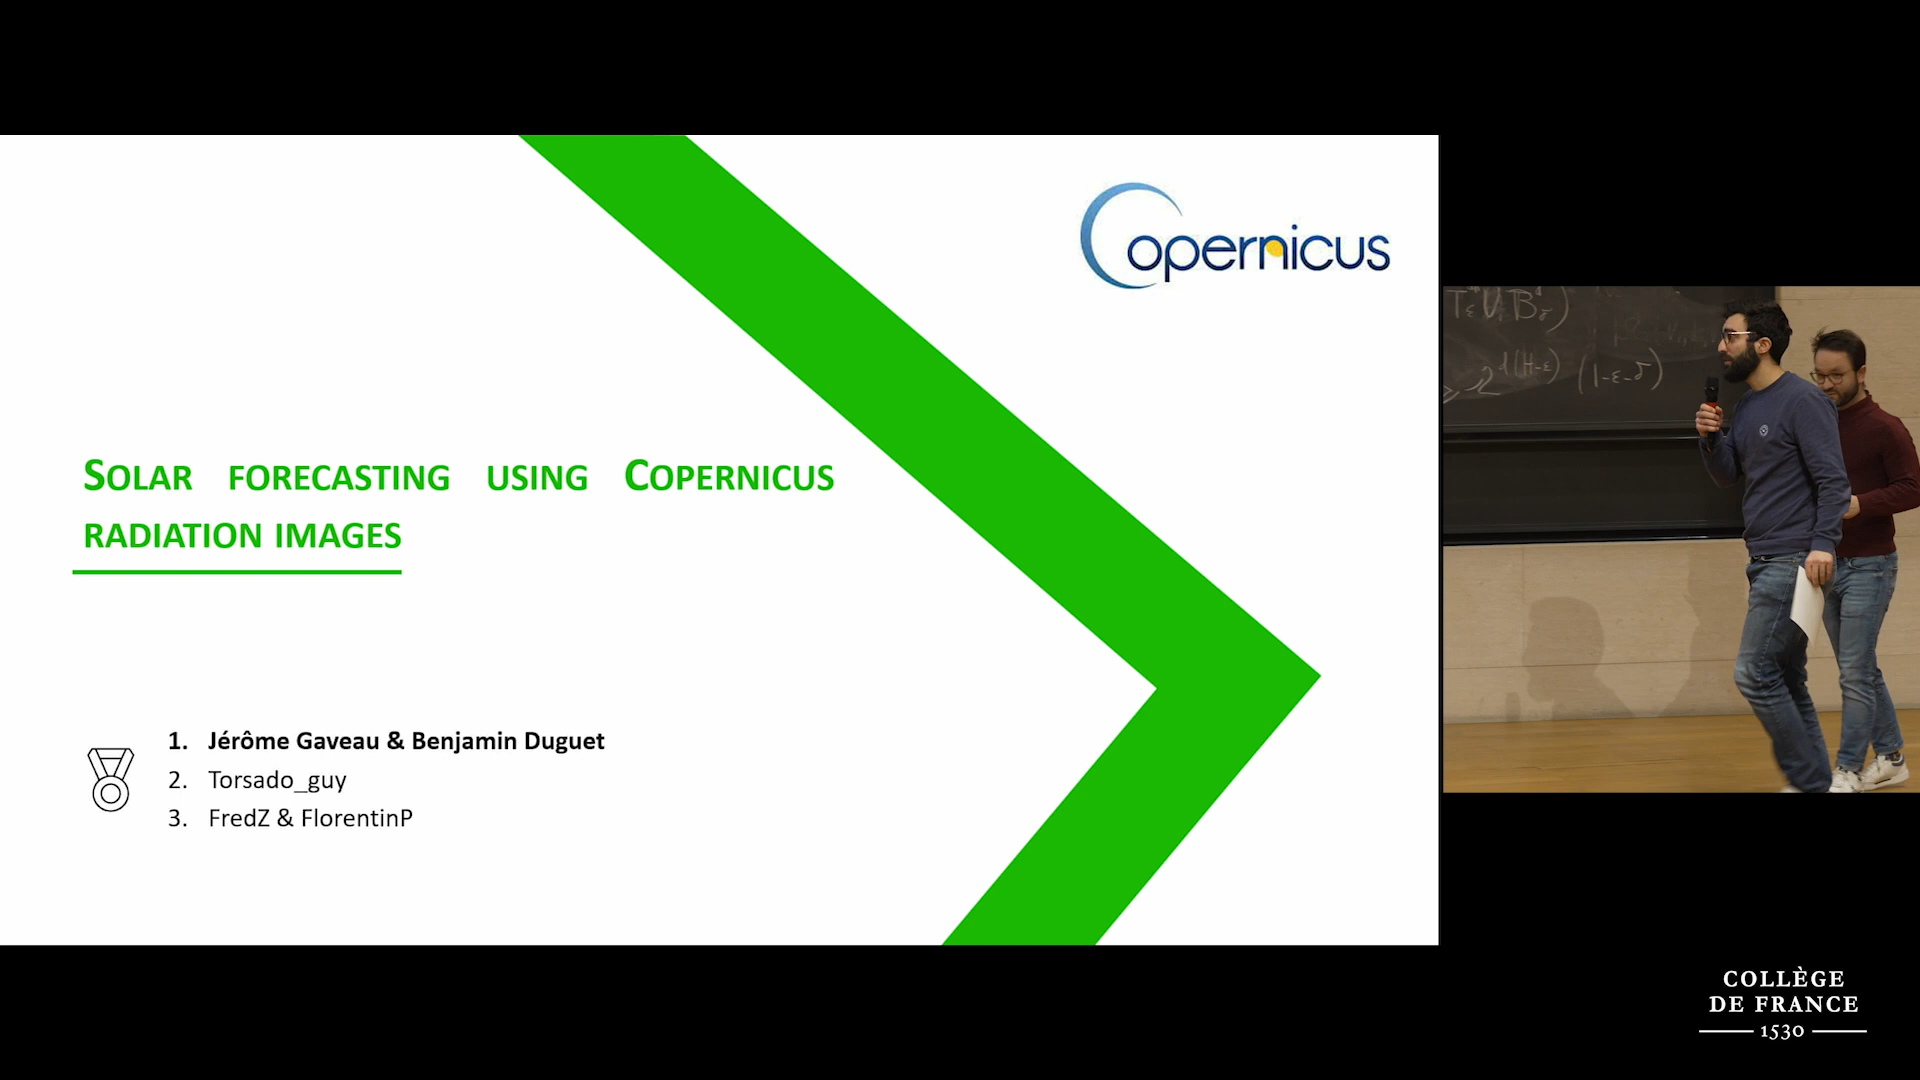 Copernicus
SOLAR FORECASTING USING COPERNICUS
RADIATION IMAGES
1. Jérôme Gaveau & Benjamin Duguet
2. Torsado_guy
3. FredZ & FlorentinP
COLLÈGE
DE FRANCE
1530